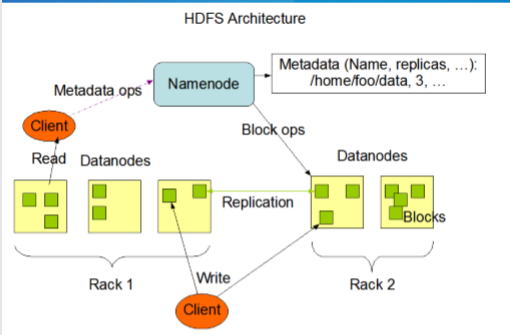 HDFS Architecture
Metadata (Name, replicas, ...):
/home/foo/data, 3, ...
Namenode
Metadata ops
Client
Block ops
Read
Datanodes
Datanodes
Replication
Blocks
Rack 1
Write
Rack 2
Client